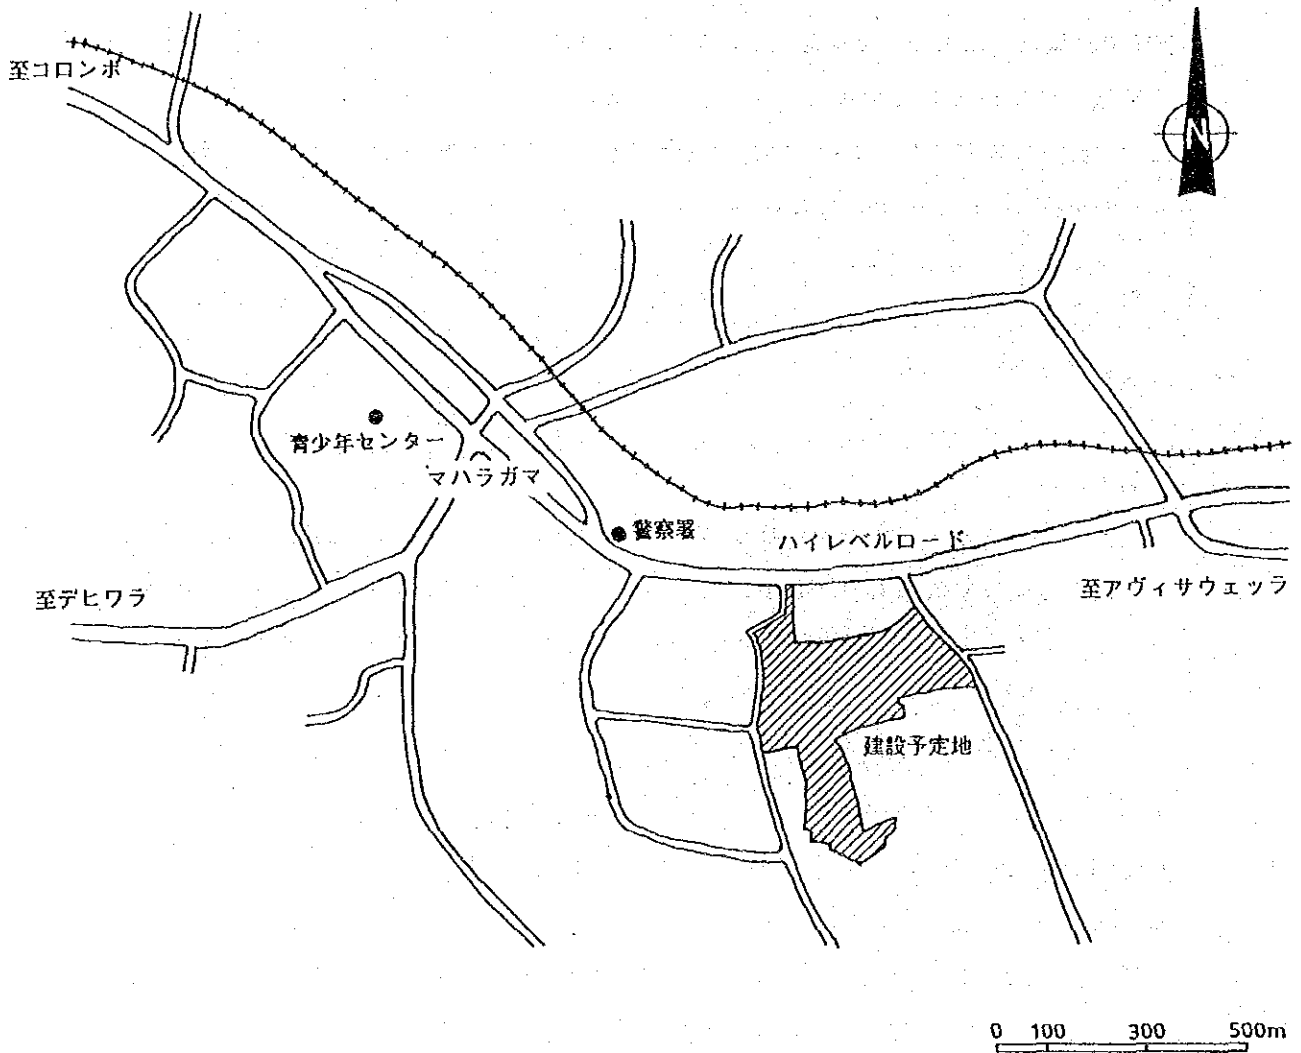 至コロンボ
N
青少年センター
マハラガマ
警察署
ハイレベルロード
至デヒワラ
至アヴィサウェッラ
建設予定地
0 100 300 500m